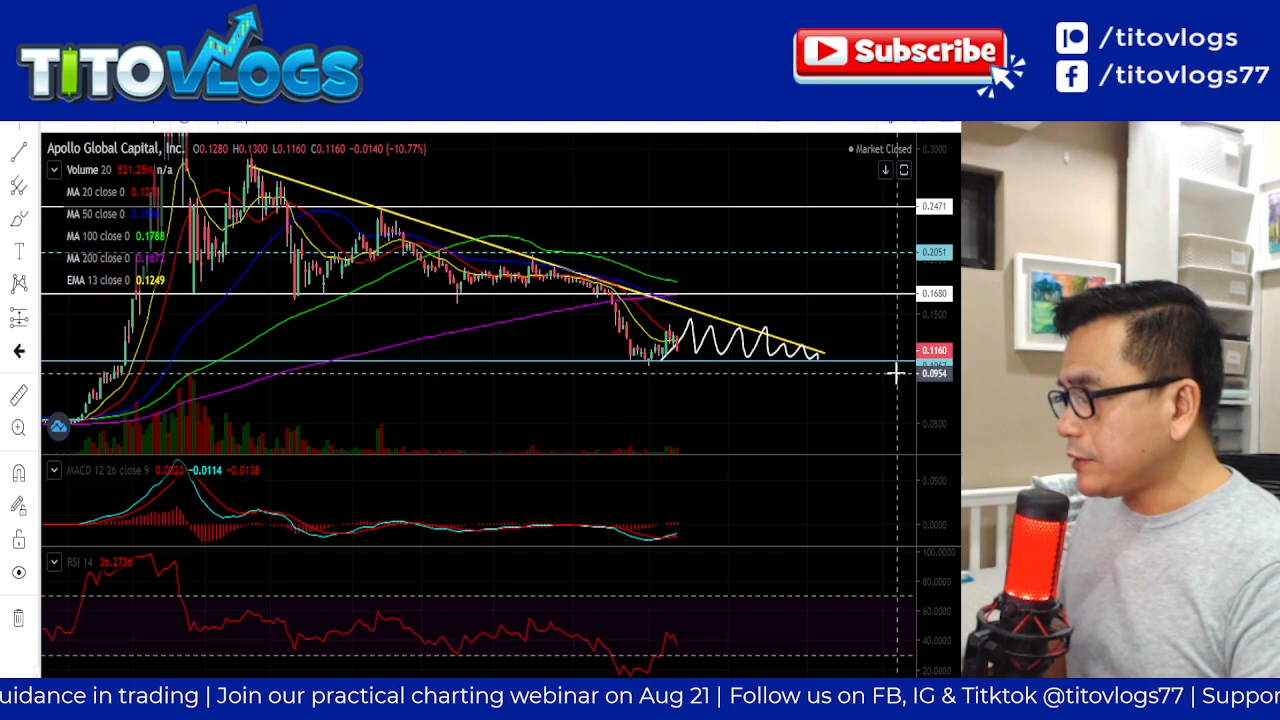 TITOVLOGS
Subscribe
/titovlogs
/titovlogs77
Apollo Global Capital, Inc. O0.1280 H0.1300 L0.1160 C0.1160 -0.0140 (-10.77%)
Market Closed
0.3000
Volume 20 521.25M n/a
MA 20 close 0
MA 50 close 0
MA 100 close 0 0.1788
MA 200 close 0
EMA 13 close 0 0.1249
0.2471
0.2051
0.1680
0.1500
0.1160
0.0954
0.0500
MACD 12 26 close 9 -0.0114 -0.0138
0.0500
0.0000
RSI 14 36.2736
100.0000
80.0000
60.0000
40.0000
20.0000
uidance in trading | Join our practical charting webinar on Aug 21 | Follow us on FB, IG & Titktok @titovlogs77 | Suppor